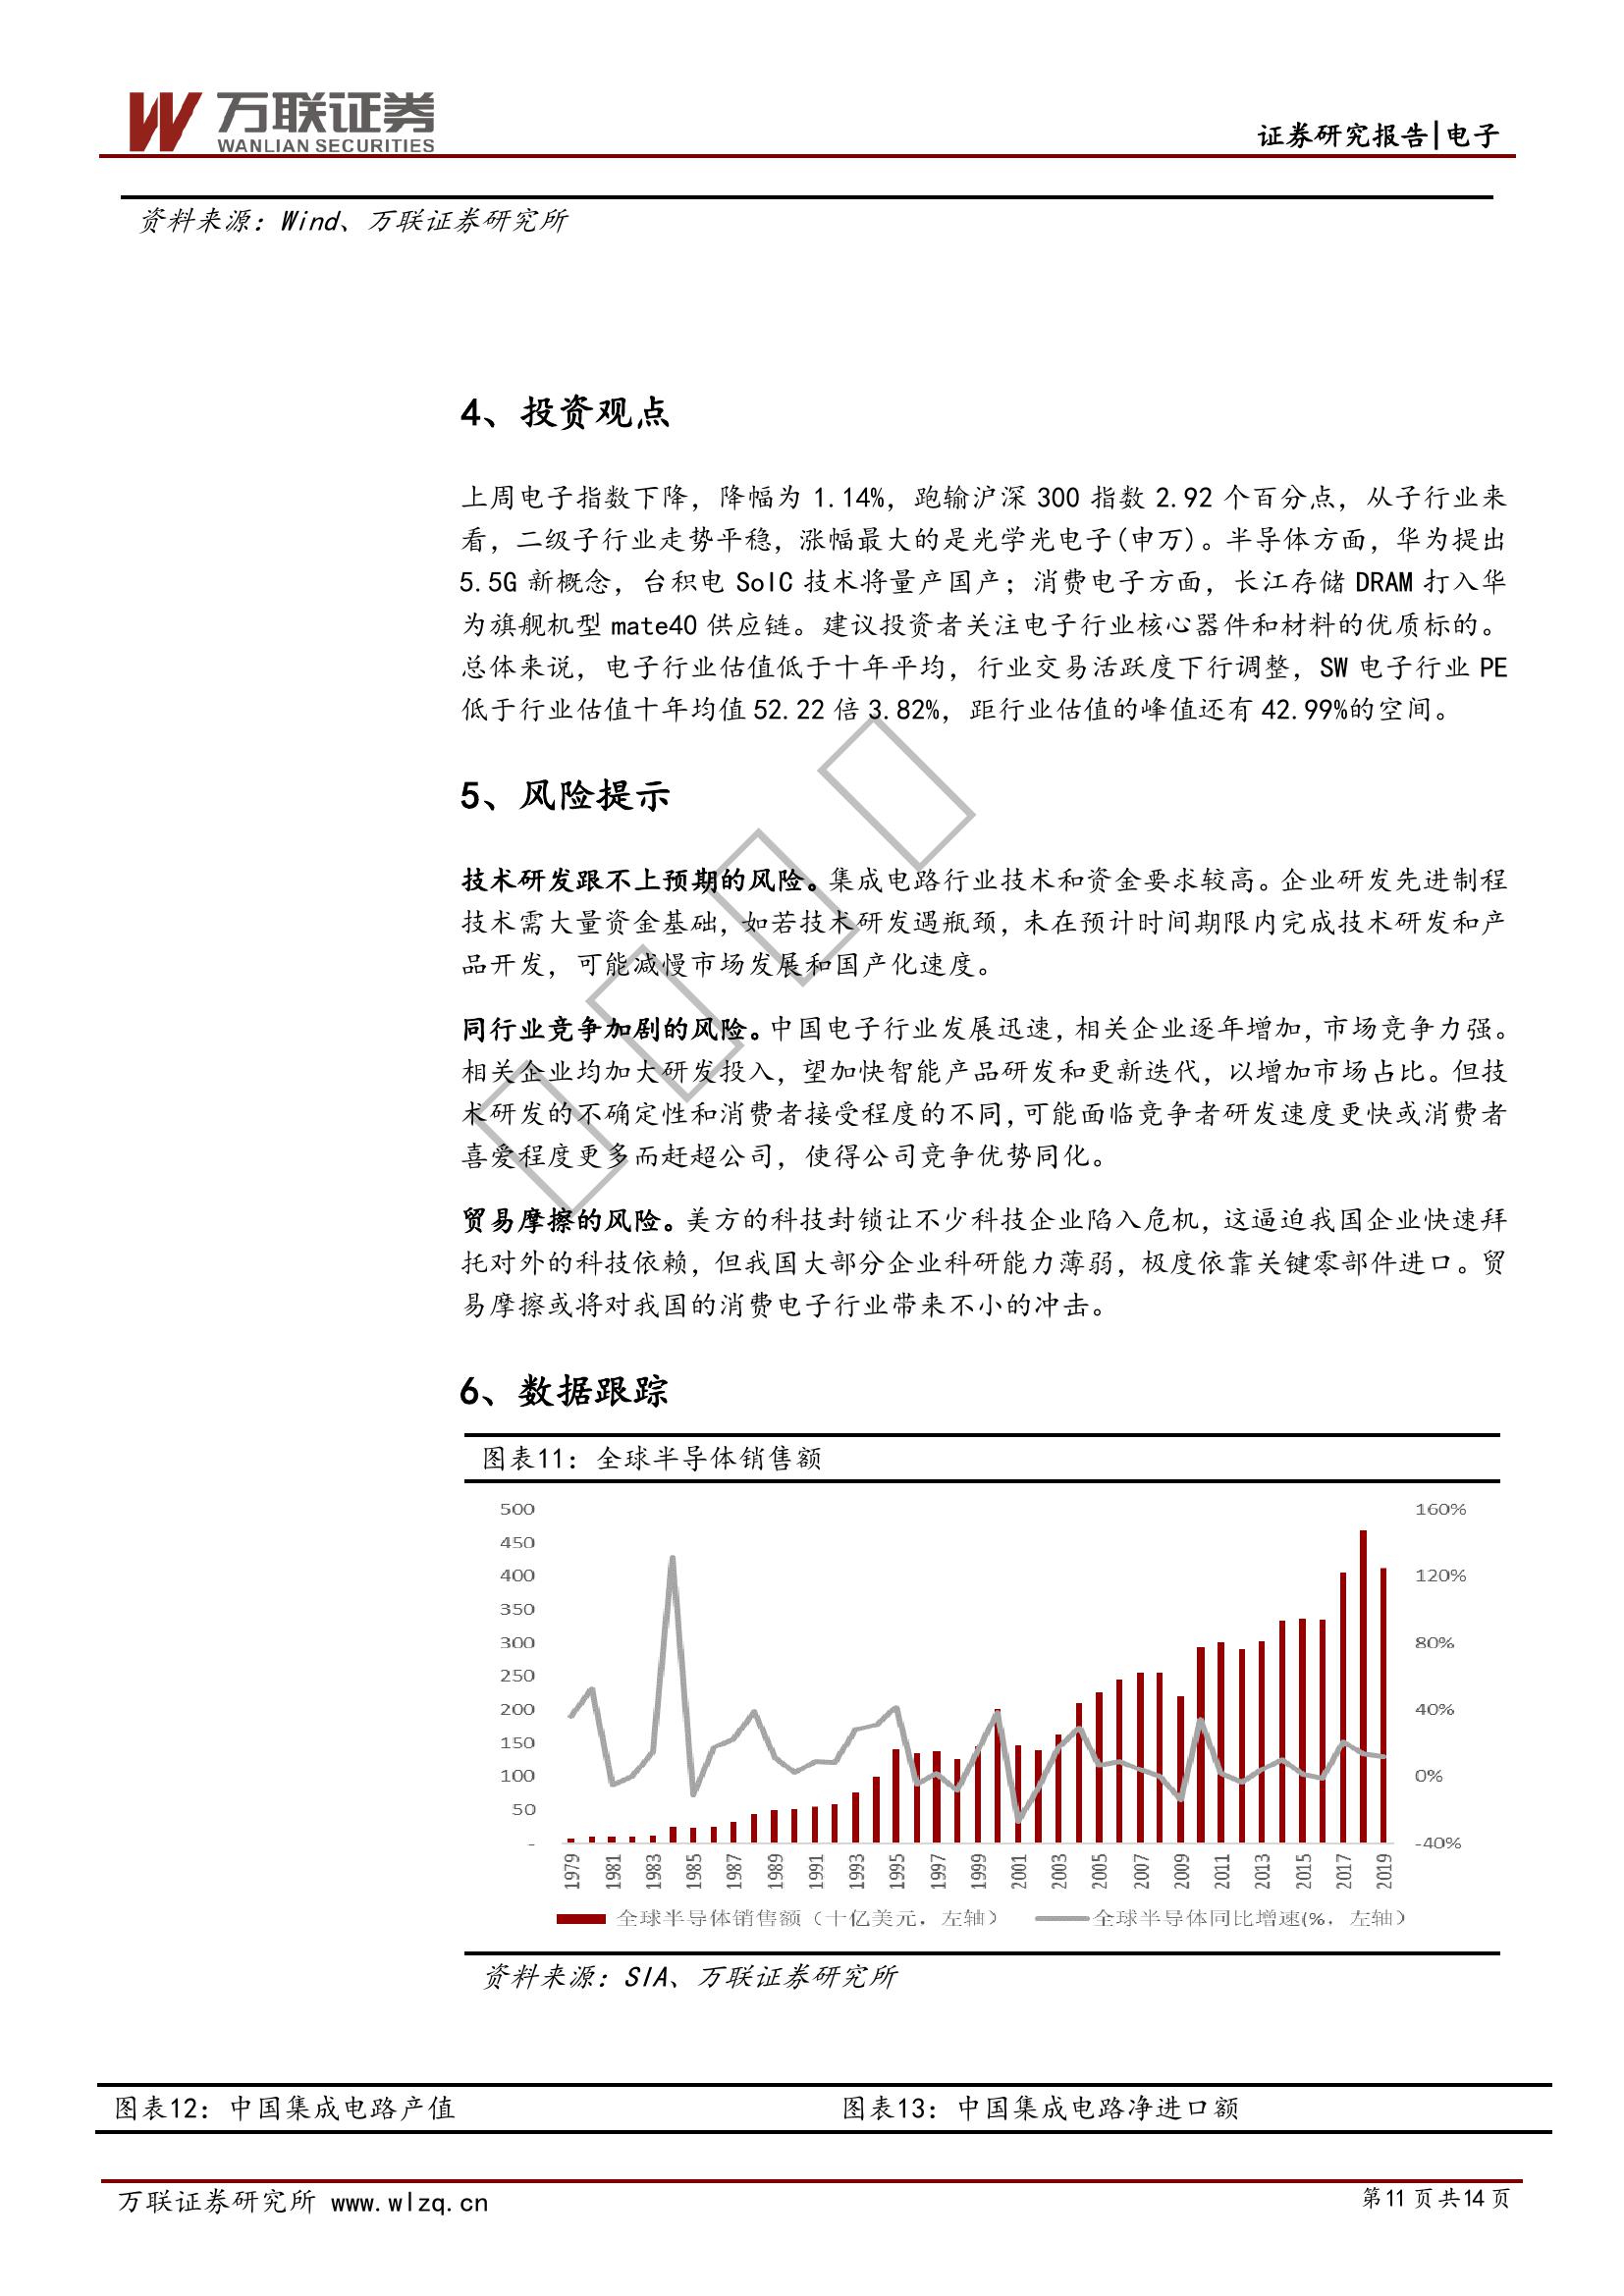 万联证券
WANLIAN SECURITIES
证券研究报告|电子
资料来源：Wind、万联证券研究所
4、投资观点
上周电子指数下降，降幅为 1.14%，跑输沪深 300 指数 2.92 个百分点，从子行业来
看，二级子行业走势平稳，涨幅最大的是光学光电子(申万)。半导体方面，华为提出
5.5G 新概念，台积电 SoIC 技术将量产国产；消费电子方面，长江存储 DRAM 打入华
为旗舰机型 mate40 供应链。建议投资者关注电子行业核心器件和材料的优质标的。
总体来说，电子行业估值低于十年平均，行业交易活跃度下行调整，SW 电子行业 PE
低于行业估值十年均值 52.22 倍 3.82%，距行业估值的峰值还有 42.99%的空间。
5、风险提示
技术研发跟不上预期的风险。集成电路行业技术和资金要求较高。企业研发先进制程
技术需大量资金基础，如若技术研发遇瓶颈，未在预计时间期限内完成技术研发和产
品开发，可能减慢市场发展和国产化速度。
同行业竞争加剧的风险。中国电子行业发展迅速，相关企业逐年增加，市场竞争力强。
相关企业均加大研发投入，望加快智能产品研发和更新迭代，以增加市场占比。但技
术研发的不确定性和消费者接受程度的不同，可能面临竞争者研发速度更快或消费者
喜爱程度更多而赶超公司，使得公司竞争优势同化。
贸易摩擦的风险。美方的科技封锁让不少科技企业陷入危机，这逼迫我国企业快速拜
托对外的科技依赖，但我国大部分企业科研能力薄弱，极度依靠关键零部件进口。贸
易摩擦或将对我国的消费电子行业带来不小的冲击。
6、数据跟踪
图表11：全球半导体销售额
500
450
400
350
300
250
200
150
100
50
-
160%
120%
80%
40%
0%
-40%
1979
1981
1983
1985
1987
1989
1991
1993
1995
1997
1999
2001
2003
2005
2007
2009
2011
2013
2015
2017
2019
全球半导体销售额（十亿美元，左轴）
全球半导体同比增速(%，左轴）
资料来源：SIA、万联证券研究所
图表12：中国集成电路产值
图表13：中国集成电路净进口额
万联证券研究所 www.wlzq.cn
第11 页共14 页